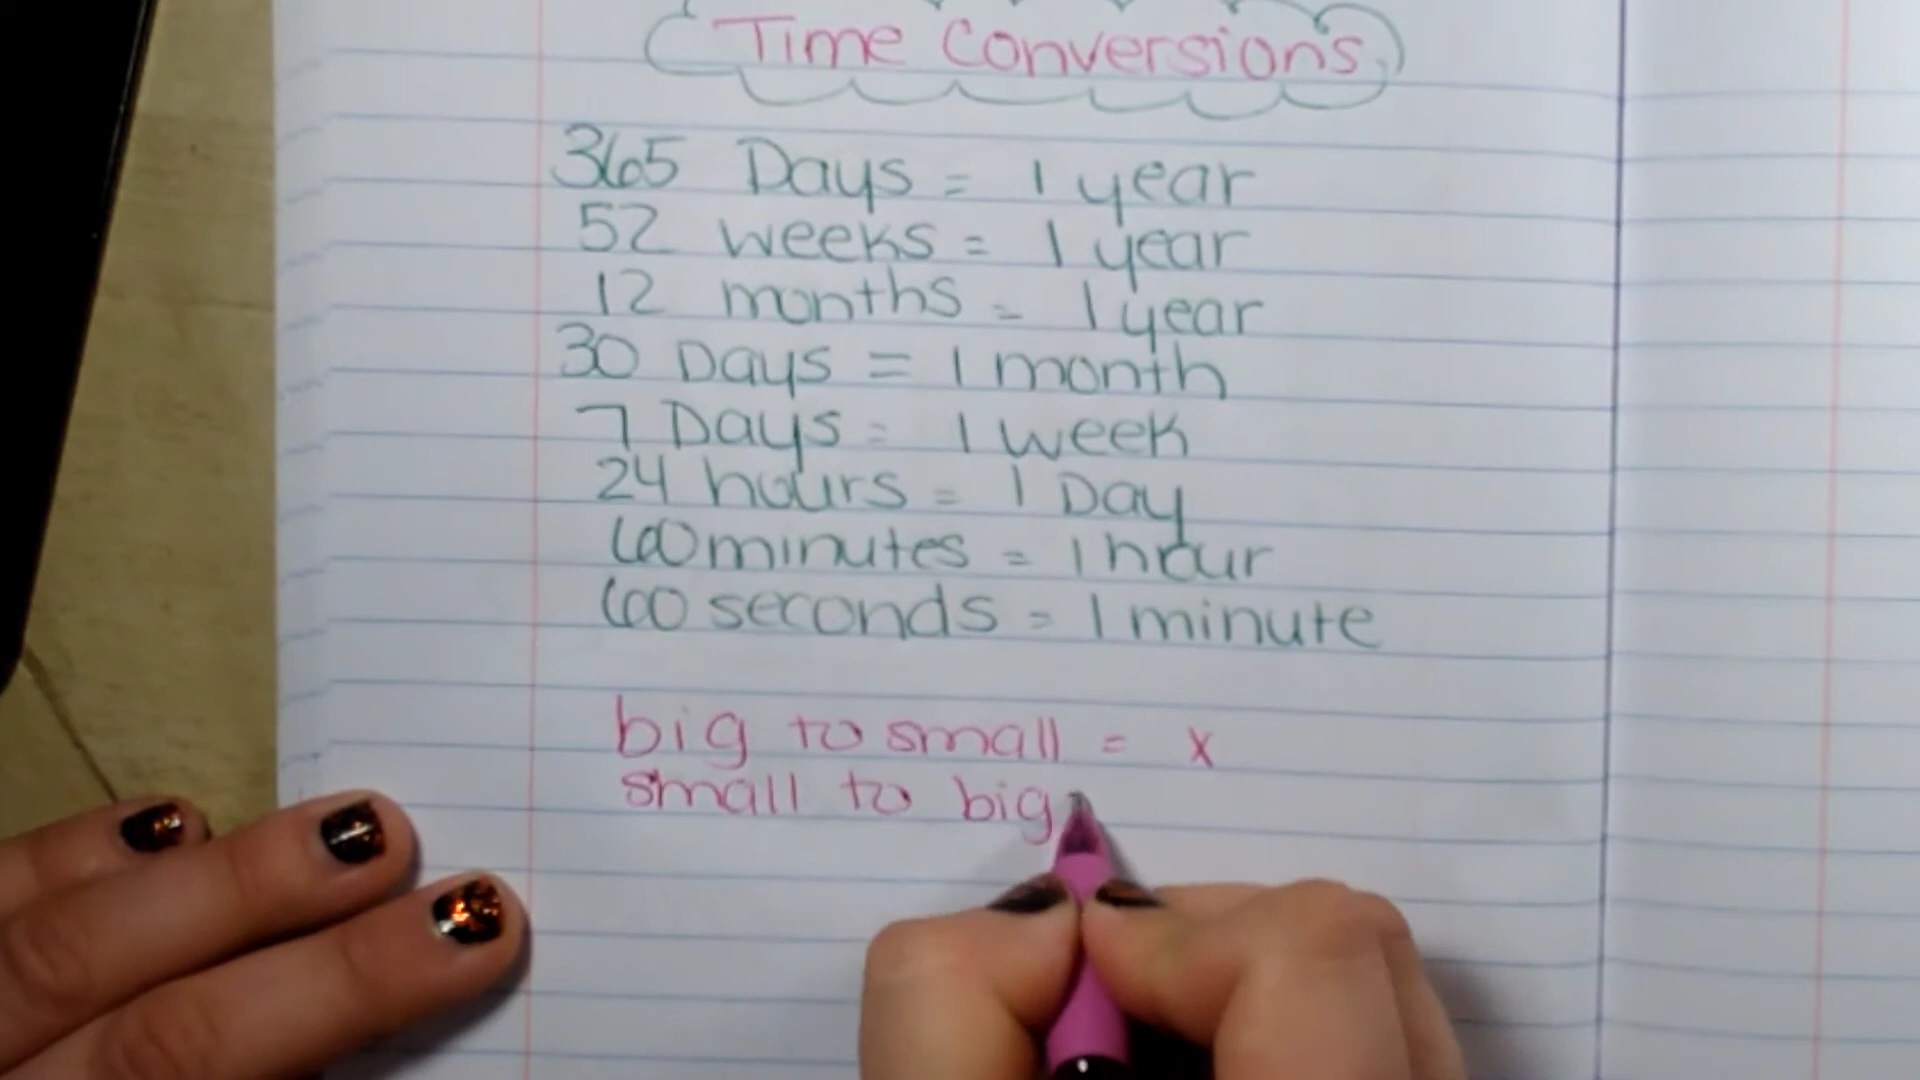 Time Conversions
365 Days = 1 year
52 weeks = 1 year
12 months = 1 year
30 Days = 1 month
7 Days = 1 week
24 hours = 1 Day
60 minutes = 1 hour
60 seconds = 1 minute
big to small = x
small to big